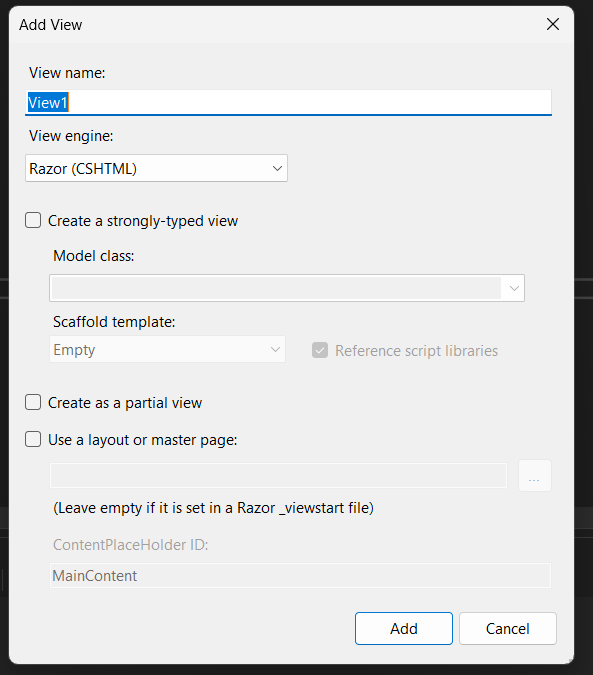 Add View
View name:
View1
View engine:
Razor (CSHTML)
Create a strongly-typed view
Model class:
Scaffold template:
Empty
Reference script libraries
Create as a partial view
Use a layout or master page:
...
(Leave empty if it is set in a Razor _viewstart file)
ContentPlaceHolder ID:
MainContent
Add Cancel